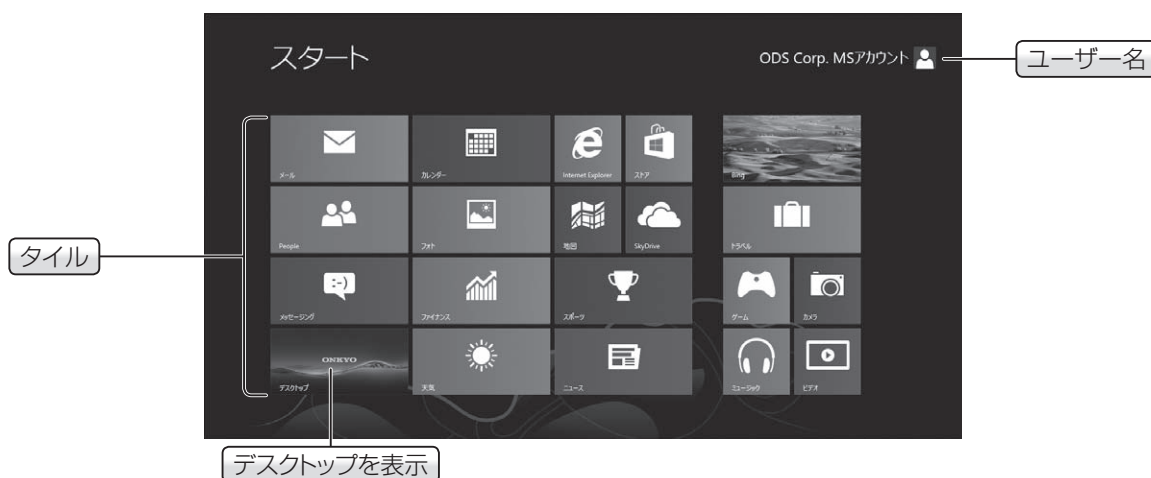 スタート
ODS Corp. MSアカウント
ユーザー名
タイル
メール
カレンダー
Internet Explorer
ストア
Bing
People
フォト
地図
SkyDrive
トラベル
メッセージング
ファイナンス
スポーツ
ゲーム
カメラ
ONKYO
デスクトップ
天気
ニュース
ミュージック
ビデオ
デスクトップを表示